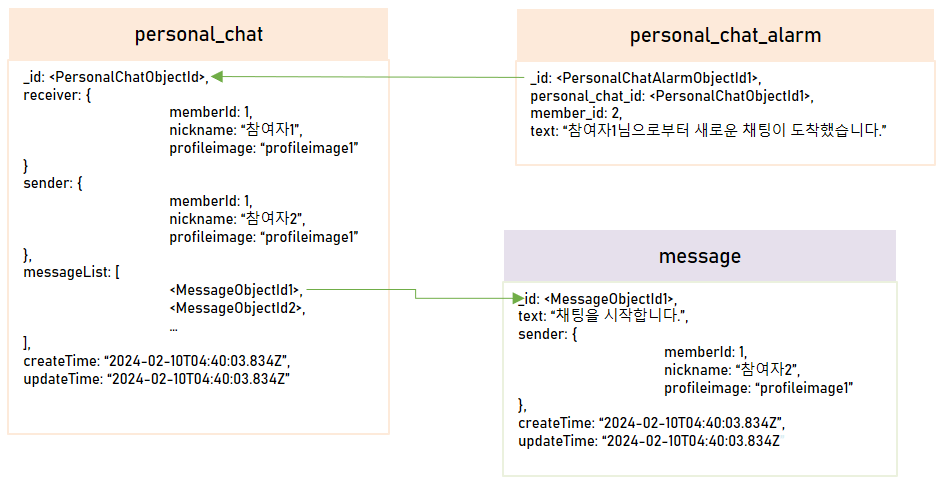 personal_chat
_id: <PersonalChatObjectId>,
receiver: {
memberId: 1,
nickname: “참여자1”,
profileimage: “profileimage1”
}
sender: {
memberId: 1,
nickname: “참여자2”,
profileimage: “profileimage1”
},
messageList: [
<MessageObjectId1>,
<MessageObjectId2>,
…
],
createTime: “2024-02-10T04:40:03.834Z”,
updateTime: “2024-02-10T04:40:03.834Z”
personal_chat_alarm
_id: <PersonalChatAlarmObjectId1>,
personal_chat_id: <PersonalChatObjectId1>,
member_id: 2,
text: “참여자1님으로부터 새로운 채팅이 도착했습니다.”
message
_id: <MessageObjectId1>,
text: “채팅을 시작합니다.”,
sender: {
memberId: 1,
nickname: “참여자2”,
profileimage: “profileimage1”
},
createTime: “2024-02-10T04:40:03.834Z”,
updateTime: “2024-02-10T04:40:03.834Z